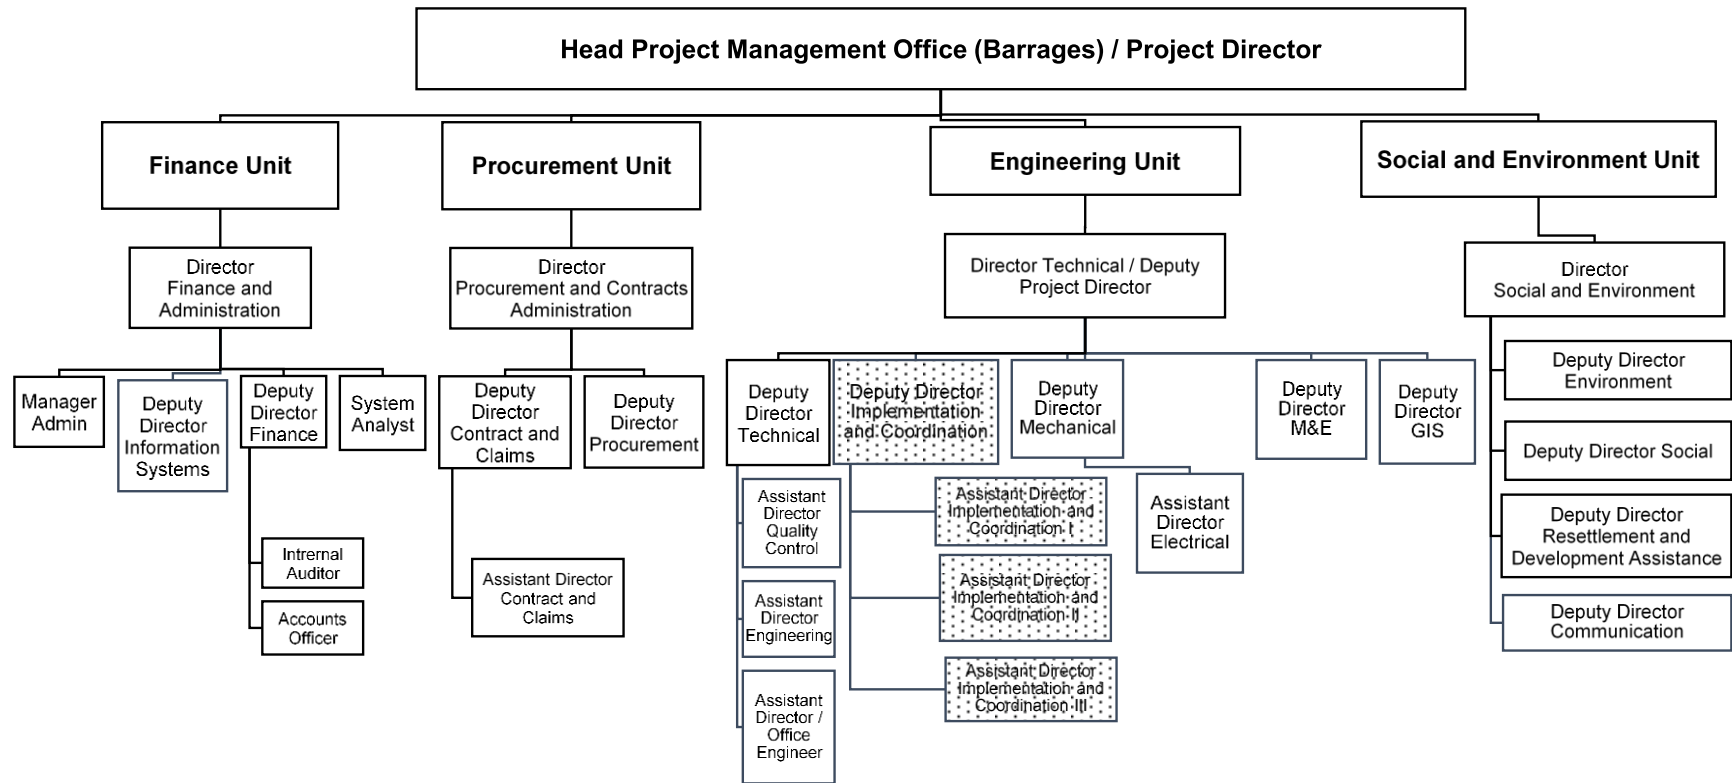 Head Project Management Office (Barrages) / Project Director
Finance Unit
Procurement Unit
Engineering Unit
Social and Environment Unit
Director
Finance and
Administration
Director
Procurement and Contracts
Administration
Director Technical / Deputy
Project Director
Director
Social and Environment
Manager
Admin
Deputy
Director
Information
Systems
Deputy
Director
Finance
System
Analyst
Intrernal
Auditor
Accounts
Officer
Deputy
Director
Contract and
Claims
Deputy
Director
Procurement
Assistant Director
Contract and
Claims
Deputy
Director
Technical
Deputy Director
Implementation
and Coordination
Deputy
Director
Mechanical
Deputy
Director
M&E
Deputy
Director
GIS
Assistant
Director
Quality
Control
Assistant
Director
Engineering
Assistant
Director /
Office
Engineer
Assistant Director
Implementation and
Coordination I
Assistant Director
Implementation and
Coordination II
Assistant Director
Implementation and
Coordination III
Assistant
Director
Electrical
Deputy Director
Environment
Deputy Director Social
Deputy Director
Resettlement and
Development Assistance
Deputy Director
Communication